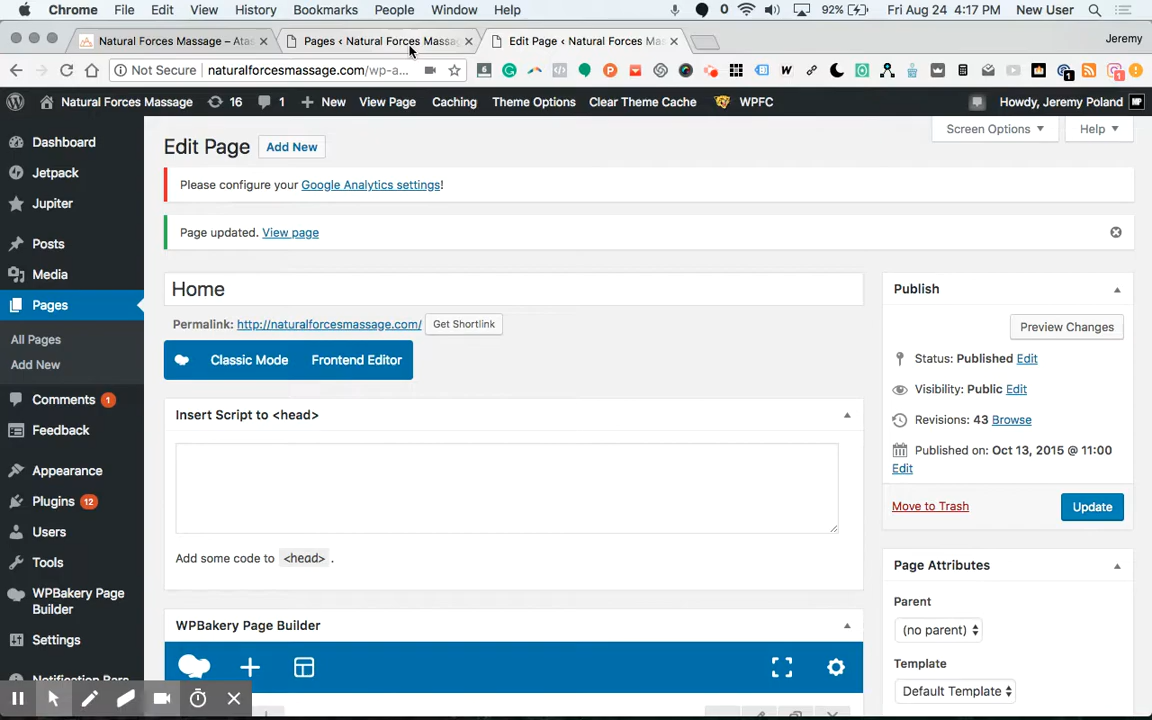 Chrome File Edit View History Bookmarks People Window Help 0 92% Fri Aug 24 4:17 PM New User
Natural Forces Massage – Atas
Pages ‹ Natural Forces Massa
Edit Page ‹ Natural Forces Mas
Jeremy
Not Secure naturalforcesmassage.com/wp-a...
Natural Forces Massage 16 1 New View Page Caching Theme Options Clear Theme Cache WPFC Howdy, Jeremy Poland
Screen Options Help
Dashboard
Jetpack
Jupiter
Posts
Media
Pages
All Pages
Add New
Comments 1
Feedback
Appearance
Plugins 12
Users
Tools
WPBakery Page
Builder
Settings
Edit Page Add New
Please configure your Google Analytics settings!
Page updated. View page
Home
Permalink: http://naturalforcesmassage.com/ Get Shortlink
Classic Mode Frontend Editor
Insert Script to <head>
Add some code to <head> .
WPBakery Page Builder
Publish
Preview Changes
Status: Published Edit
Visibility: Public Edit
Revisions: 43 Browse
Published on: Oct 13, 2015 @ 11:00
Edit
Move to Trash Update
Page Attributes
Parent
(no parent)
Template
Default Template